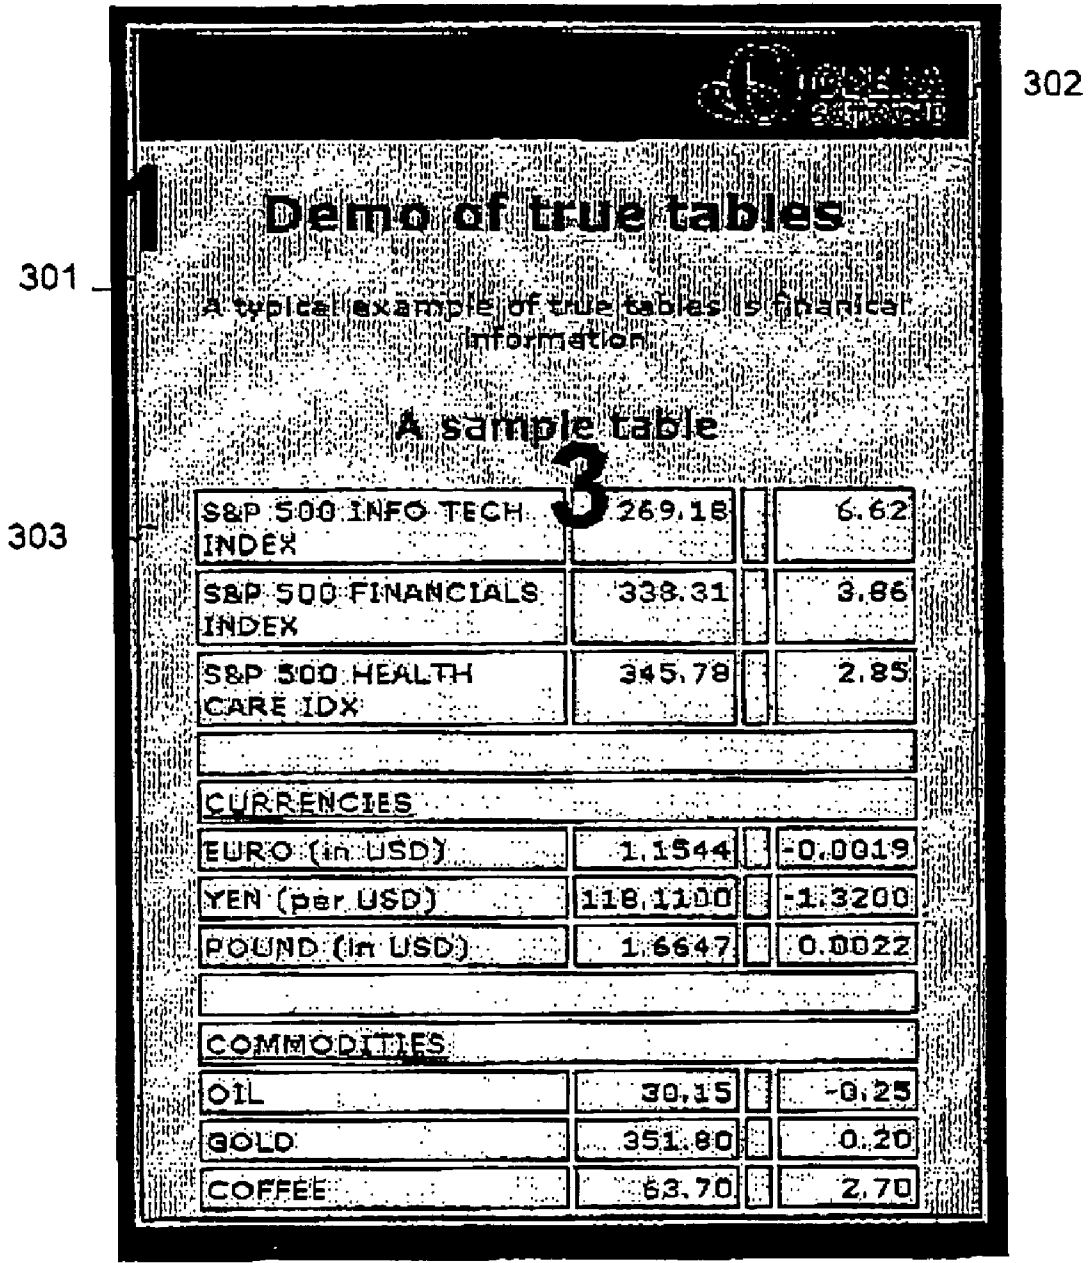 OPERA
SOFTWARE
302
1
Demo of true tables
301
A typical example of true tables is finanical
information
A sample table
3
303
S&P 500 INFO TECH INDEX 269.18 6.62
S&P 500 FINANCIALS INDEX 338.31 3.86
S&P 500 HEALTH CARE IDX 345.78 2.85
CURRENCIES
EURO (in USD) 1.1544 -0.0019
YEN (per USD) 118.1100 -1.3200
POUND (in USD) 1.6647 0.0022
COMMODITIES
OIL 30.15 -0.25
GOLD 351.80 0.20
COFFEE 63.70 2.70